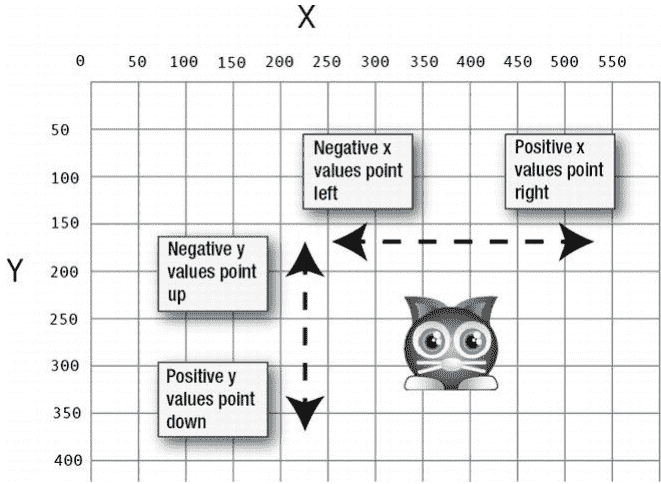 X
0 50 100 150 200 250 300 350 400 450 500 550
50
100
150
200
250
300
350
400
Y
Negative x
values point
left
Positive x
values point
right
Negative y
values point
up
Positive y
values point
down